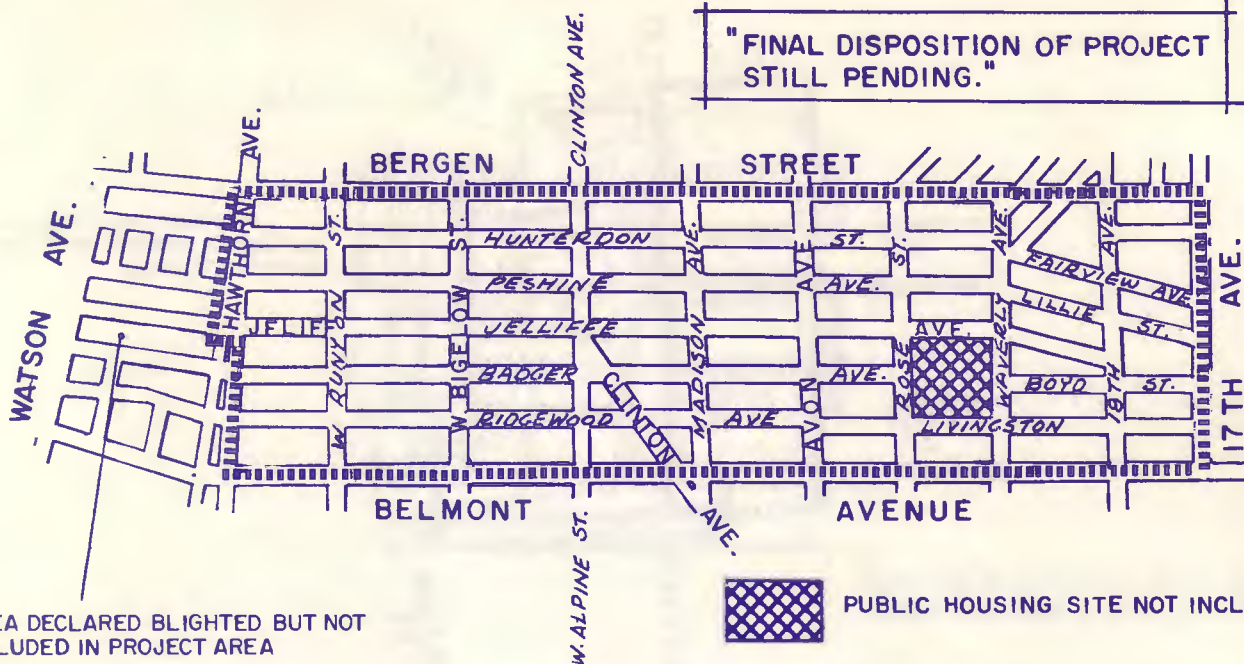 "FINAL DISPOSITION OF PROJECT
STILL PENDING."
CLINTON AVE.
HAWTHORN AVE.
BERGEN STREET
WATSON AVE.
HUNTERDON ST.
PESHINE AVE.
JELIFF
JELLIFFE AVE.
BADGER AVE.
RIDGEWOOD AVE
W RUNYON ST.
W BIGELOW ST.
CLINTON AVE.
MADISON AVE.
AVON AVE
ROSE ST.
WAVERLY AVE.
18TH AVE.
17TH AVE.
FAIRVIEW AVE.
LILLIE ST.
BOYD ST.
LIVINGSTON
BELMONT AVENUE
W. ALPINE ST.
EA DECLARED BLIGHTED BUT NOT
LUDED IN PROJECT AREA
PUBLIC HOUSING SITE NOT INCL